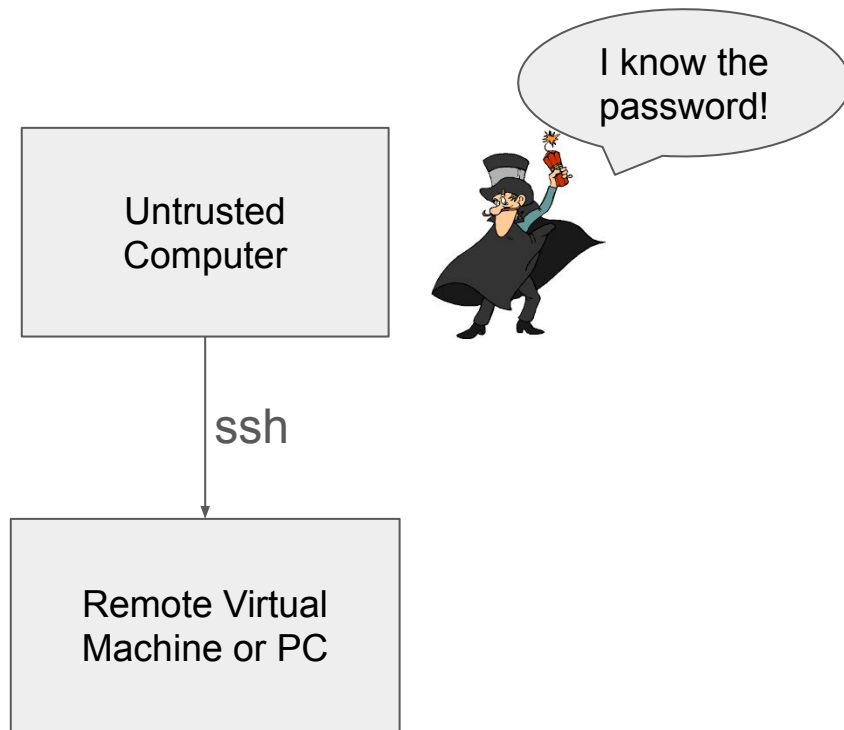 I know the
password!
Untrusted
Computer
ssh
Remote Virtual
Machine or PC